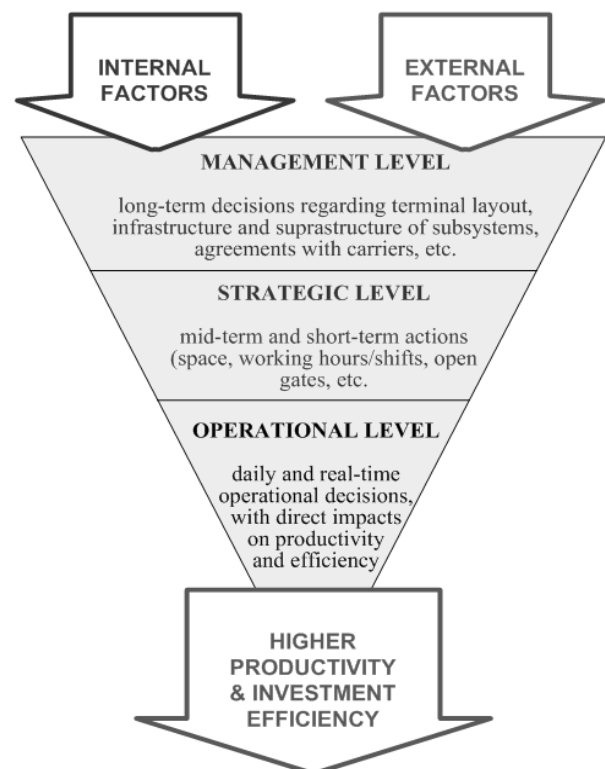 INTERNAL
FACTORS
EXTERNAL
FACTORS
MANAGEMENT LEVEL
long-term decisions regarding terminal layout,
infrastructure and suprastructure of subsystems,
agreements with carriers, etc.
STRATEGIC LEVEL
mid-term and short-term actions
(space, working hours/shifts, open
gates, etc.
OPERATIONAL LEVEL
daily and real-time
operational decisions,
with direct impacts
on productivity
and efficiency
HIGHER
PRODUCTIVITY
& INVESTMENT
EFFICIENCY